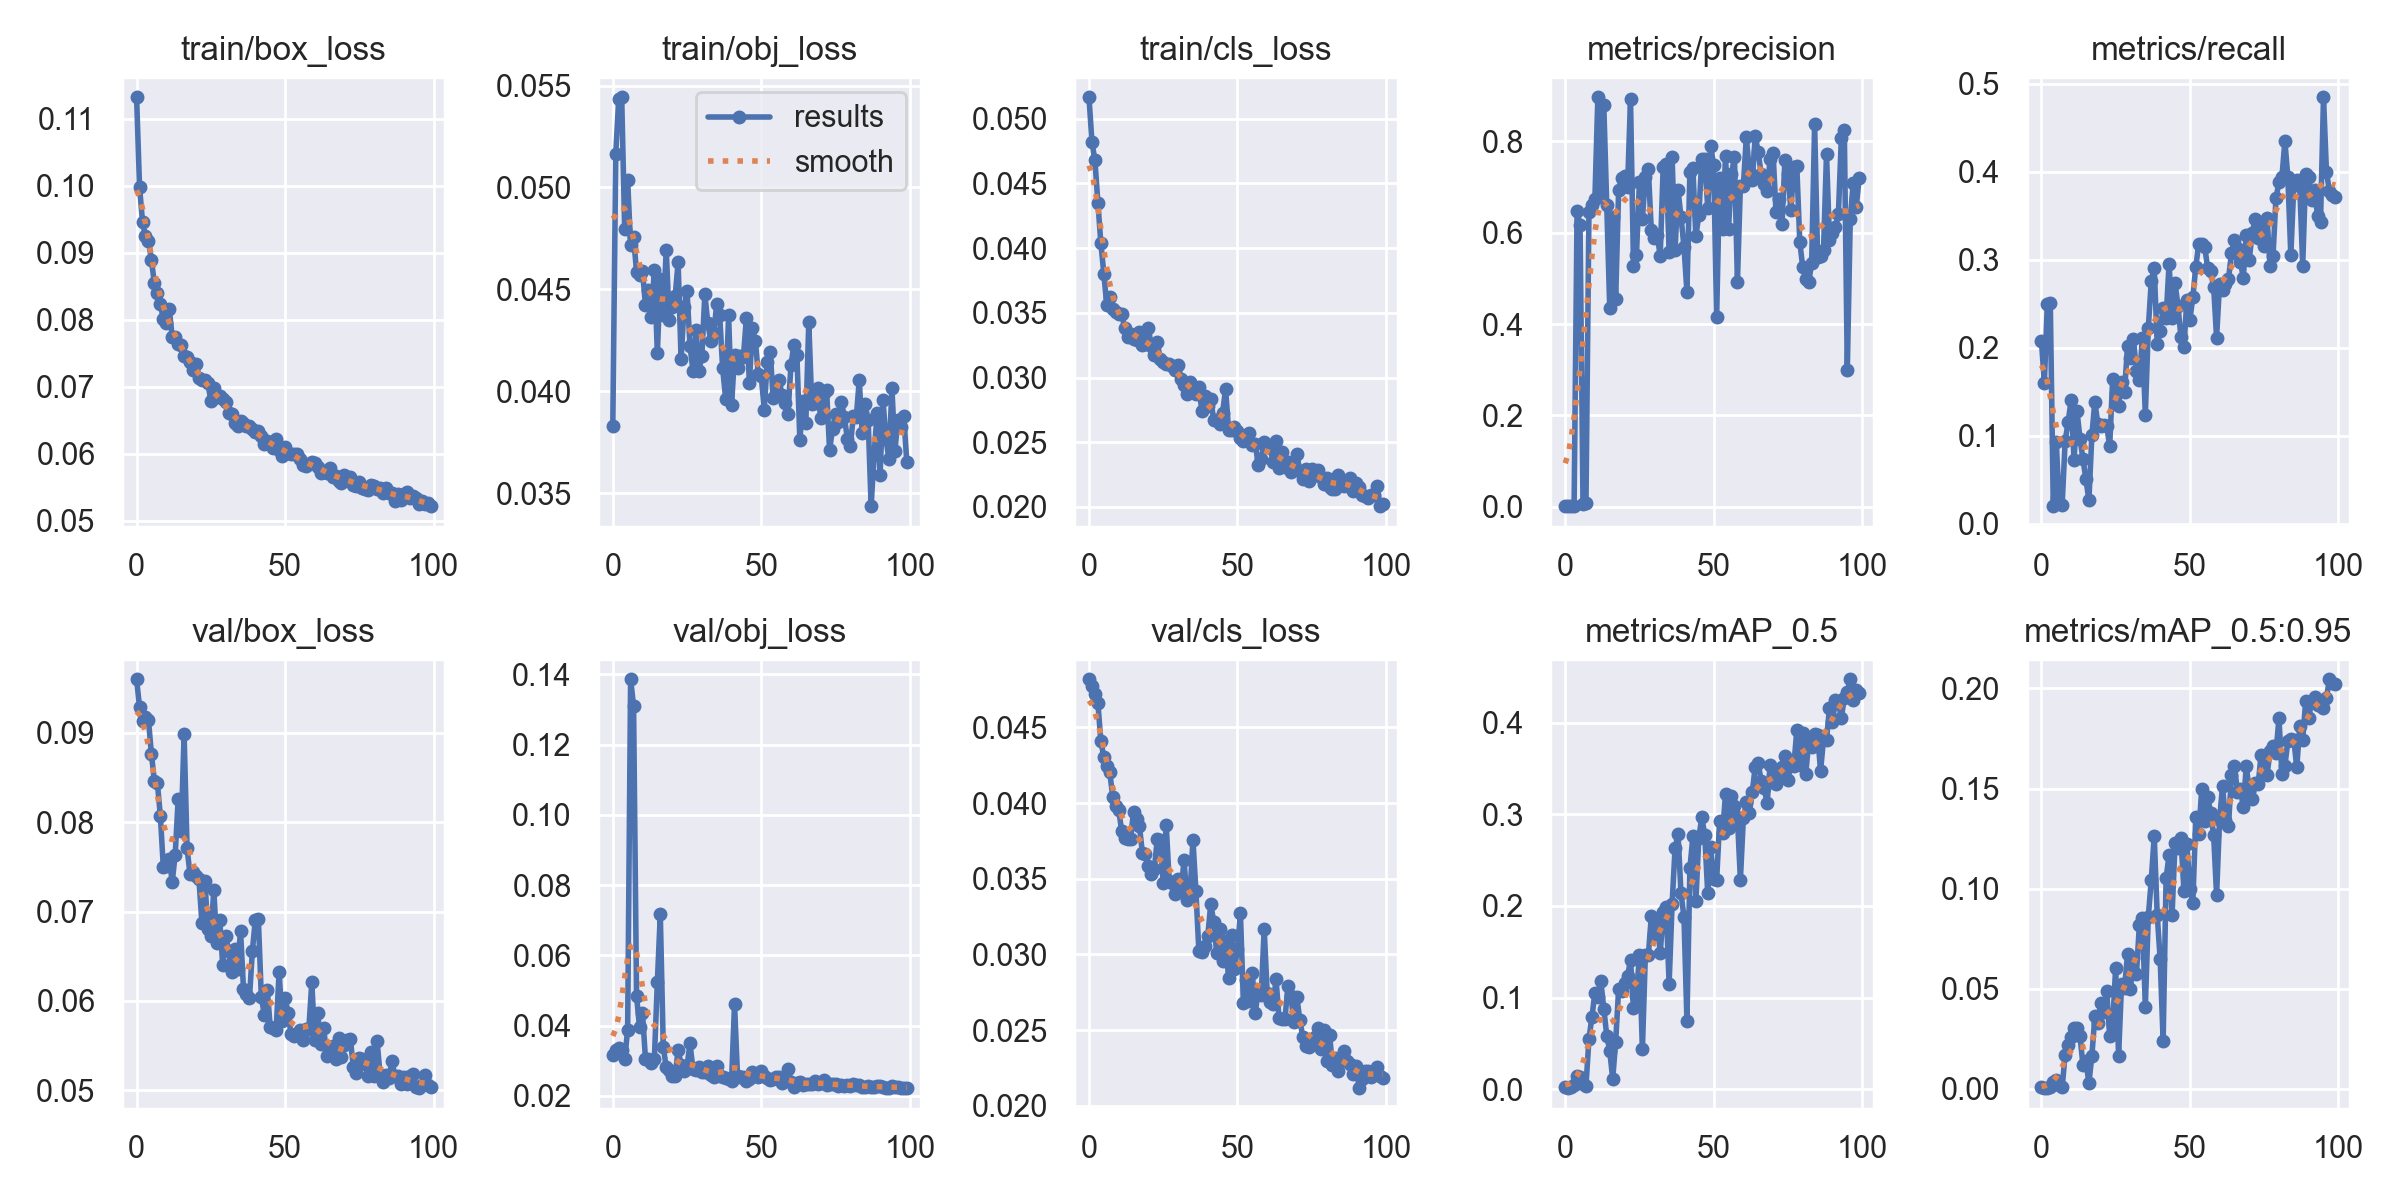 train/box_loss
train/obj_loss
train/cls_loss
metrics/precision
metrics/recall
0.11
0.10
0.09
0.08
0.07
0.06
0.05
0 50 100
0.055
0.050
0.045
0.040
0.035
results
smooth
0 50 100
0.050
0.045
0.040
0.035
0.030
0.025
0.020
0 50 100
0.8
0.6
0.4
0.2
0.0
0 50 100
0.5
0.4
0.3
0.2
0.1
0.0
0 50 100
val/box_loss
val/obj_loss
val/cls_loss
metrics/mAP_0.5
metrics/mAP_0.5:0.95
0.09
0.08
0.07
0.06
0.05
0 50 100
0.14
0.12
0.10
0.08
0.06
0.04
0.02
0 50 100
0.045
0.040
0.035
0.030
0.025
0.020
0 50 100
0.4
0.3
0.2
0.1
0.0
0 50 100
0.20
0.15
0.10
0.05
0.00
0 50 100